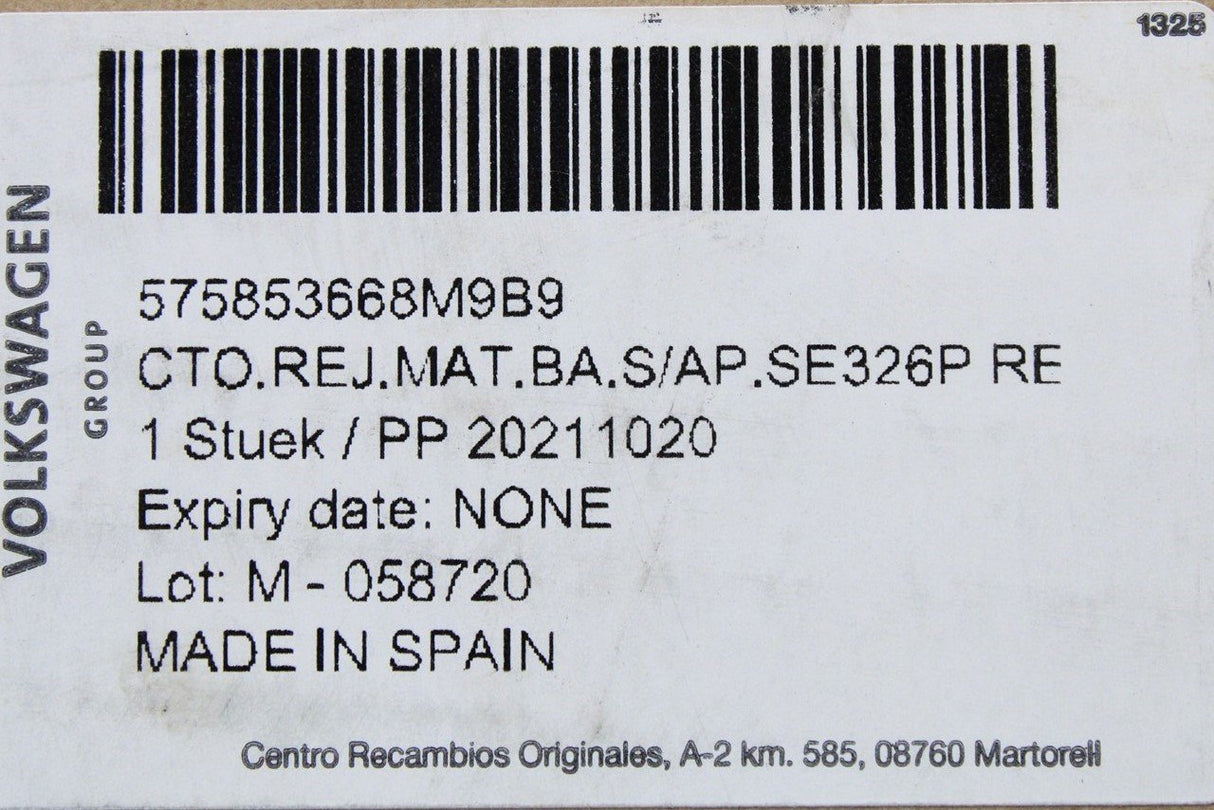 1325
VOLKSWAGEN
GROUP
575853668M9B9
CTO.REJ.MAT.BA.S/AP.SE326P RE
1 Stuek / PP 20211020
Expiry date: NONE
Lot: M - 058720
MADE IN SPAIN
Centro Recambios Originales, A-2 km. 585, 08760 Martorell